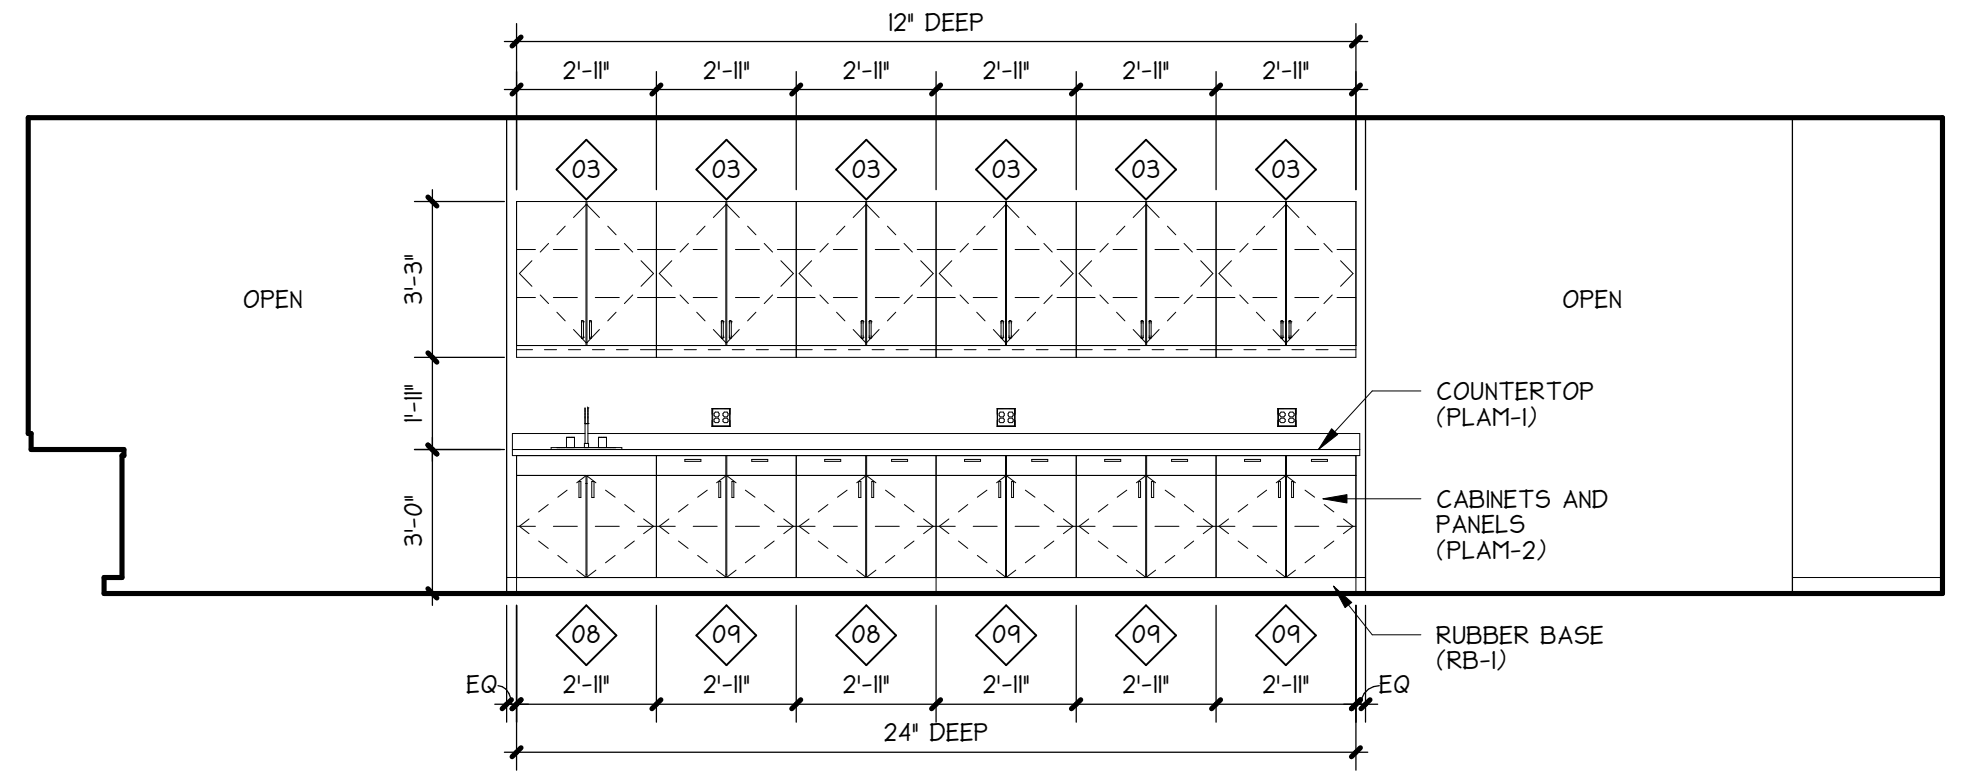 12" DEEP
2'-11" 2'-11" 2'-11" 2'-11" 2'-11" 2'-11"
03 03 03 03 03 03
3'-3"
OPEN
OPEN
1'-11"
COUNTERTOP
(PLAM-1)
3'-0"
CABINETS AND
PANELS
(PLAM-2)
08 09 08 09 09 09
RUBBER BASE
(RB-1)
EQ 2'-11" 2'-11" 2'-11" 2'-11" 2'-11" 2'-11" EQ
24" DEEP